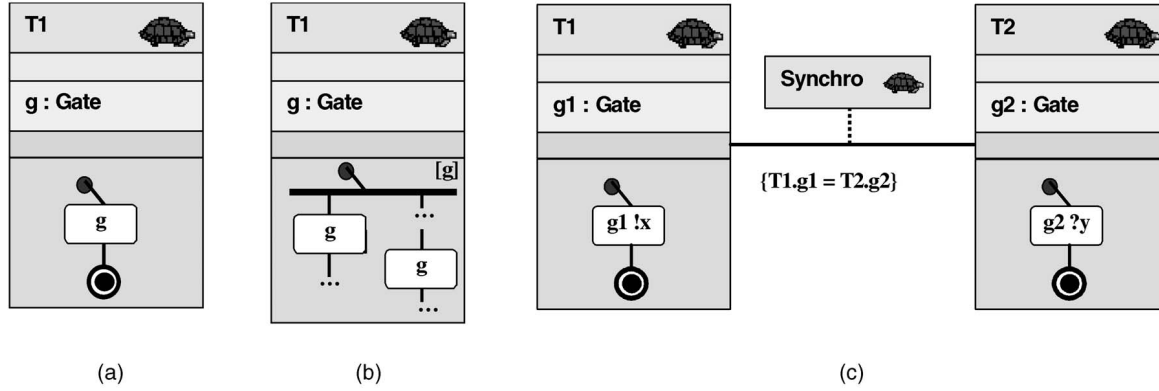 T1
g : Gate
g
(a)
T1
g : Gate
[g]
g
...
g
...
...
(b)
T1
g1 : Gate
g1 !x
Synchro
{T1.g1 = T2.g2}
T2
g2 : Gate
g2 ?y
(c)